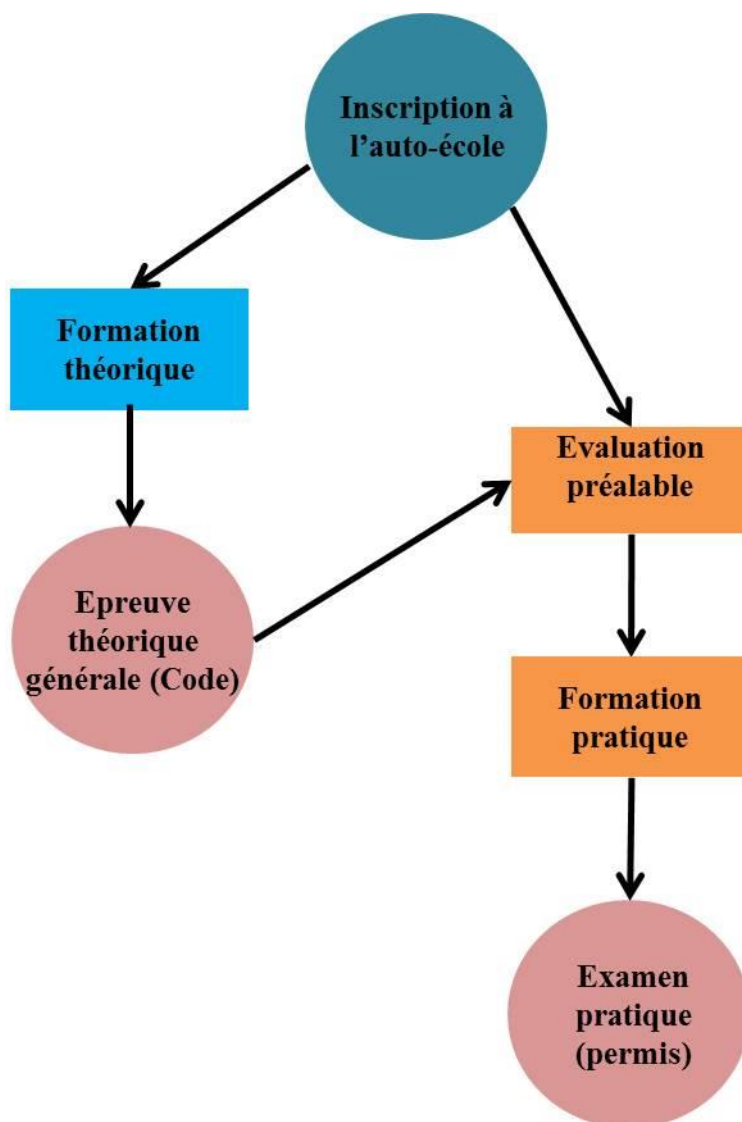 Inscription à
l’auto-école
Formation
théorique
Evaluation
préalable
Epreuve
théorique
générale (Code)
Formation
pratique
Examen
pratique
(permis)